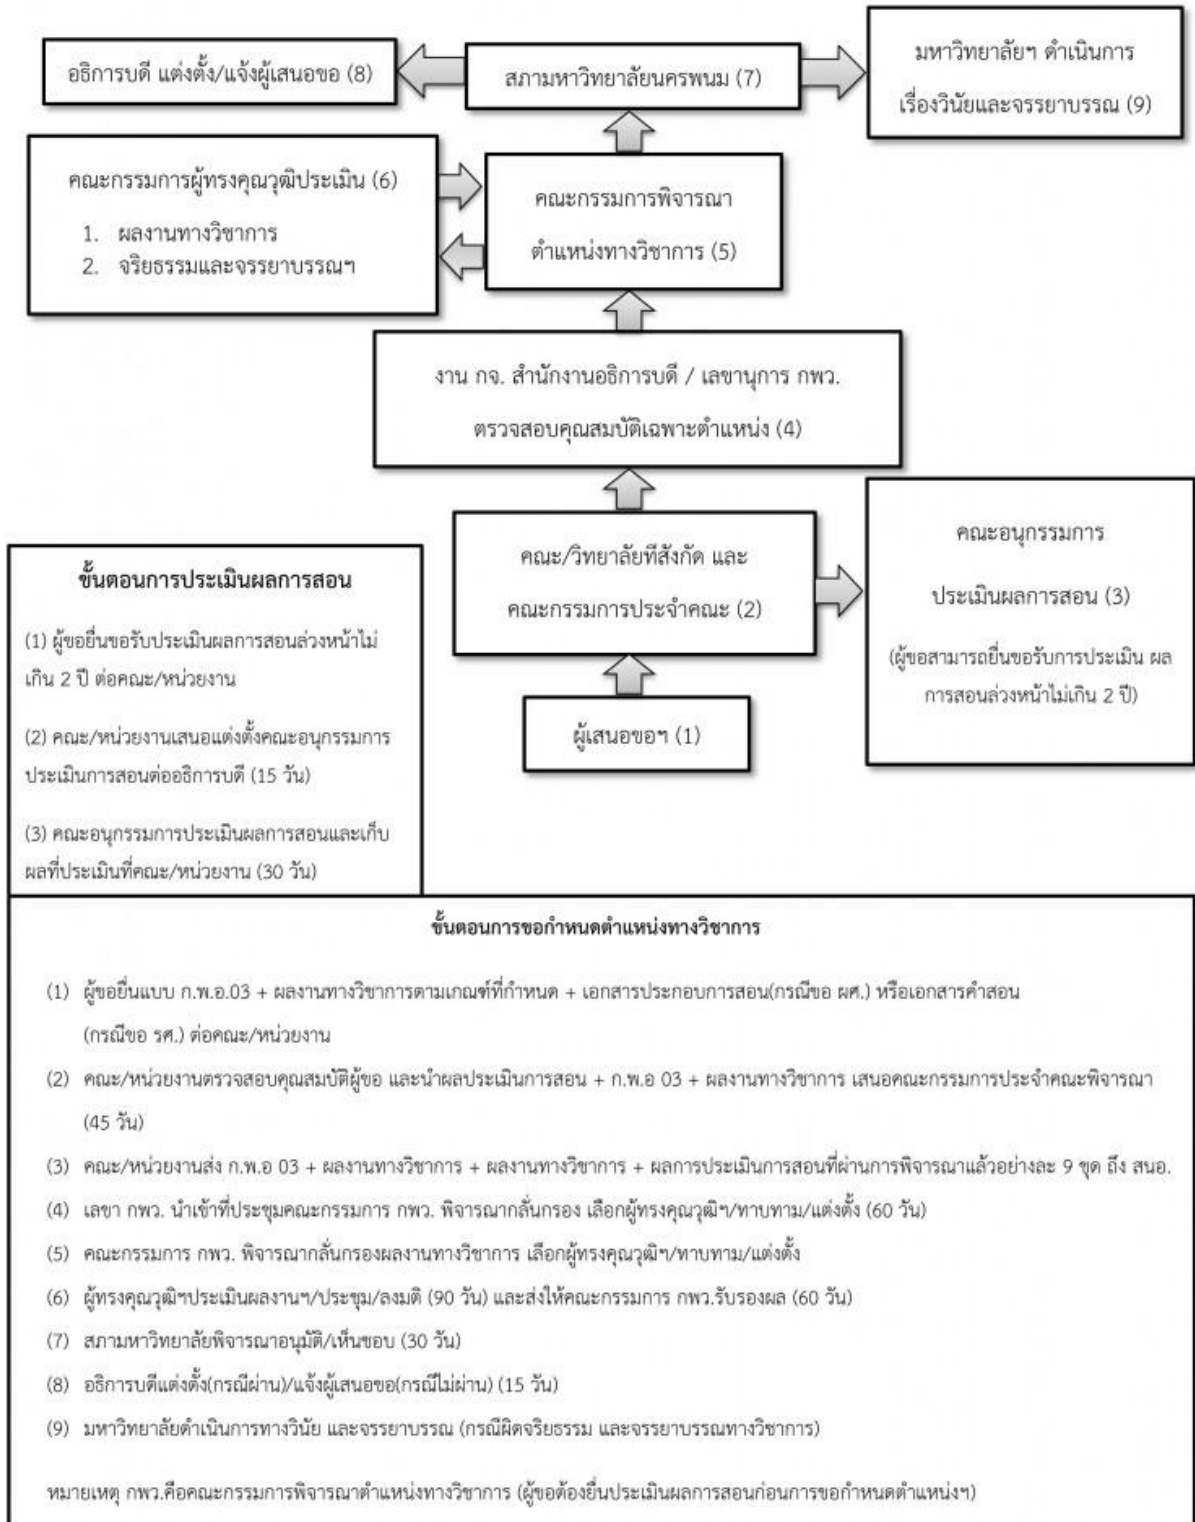 อธิการบดี แต่งตั้ง/แจ้งผู้เสนอขอ (8)
สภามหาวิทยาลัยนครพนม (7)
มหาวิทยาลัยฯ ดำเนินการ
เรื่องวินัยและจรรยาบรรณ (9)
คณะกรรมการผู้ทรงคุณวุฒิประเมิน (6)
1. ผลงานทางวิชาการ
2. จริยธรรมและจรรยาบรรณฯ
คณะกรรมการพิจารณา
ตำแหน่งทางวิชาการ (5)
งาน กจ. สำนักงานอธิการบดี / เลขานุการ กพว.
ตรวจสอบคุณสมบัติเฉพาะตำแหน่ง (4)
คณะ/วิทยาลัยที่สังกัด และ
คณะกรรมการประจำคณะ (2)
คณะอนุกรรมการ
ประเมินผลการสอน (3)
(ผู้ขอสามารถยื่นขอรับการประเมิน ผล
การสอนล่วงหน้าไม่เกิน 2 ปี)
ผู้เสนอขอฯ (1)
ขั้นตอนการประเมินผลการสอน
(1) ผู้ขอยื่นขอรับประเมินผลการสอนล่วงหน้าไม่
เกิน 2 ปี ต่อคณะ/หน่วยงาน
(2) คณะ/หน่วยงานเสนอแต่งตั้งคณะอนุกรรมการ
ประเมินการสอนต่ออธิการบดี (15 วัน)
(3) คณะอนุกรรมการประเมินผลการสอนและเก็บ
ผลที่ประเมินที่คณะ/หน่วยงาน (30 วัน)
ขั้นตอนการขอกำหนดตำแหน่งทางวิชาการ
(1) ผู้ขอยื่นแบบ ก.พ.อ.03 + ผลงานทางวิชาการตามเกณฑ์ที่กำหนด + เอกสารประกอบการสอน(กรณีขอ ผศ.) หรือเอกสารคำสอน
(กรณีขอ รศ.) ต่อคณะ/หน่วยงาน
(2) คณะ/หน่วยงานตรวจสอบคุณสมบัติผู้ขอ และนำผลประเมินการสอน + ก.พ.อ 03 + ผลงานทางวิชาการ เสนอคณะกรรมการประจำคณะพิจารณา
(45 วัน)
(3) คณะ/หน่วยงานส่ง ก.พ.อ 03 + ผลงานทางวิชาการ + ผลงานทางวิชาการ + ผลการประเมินการสอนที่ผ่านการพิจารณาแล้วอย่างละ 9 ชุด ถึง สนอ.
(4) เลขา กพว. นำเข้าที่ประชุมคณะกรรมการ กพว. พิจารณากลั่นกรอง เลือกผู้ทรงคุณวุฒิฯ/ทาบทาม/แต่งตั้ง (60 วัน)
(5) คณะกรรมการ กพว. พิจารณากลั่นกรองผลงานทางวิชาการ เลือกผู้ทรงคุณวุฒิฯ/ทาบทาม/แต่งตั้ง
(6) ผู้ทรงคุณวุฒิฯประเมินผลงานฯ/ประชุม/ลงมติ (90 วัน) และส่งให้คณะกรรมการ กพว.รับรองผล (60 วัน)
(7) สภามหาวิทยาลัยพิจารณาอนุมัติ/เห็นชอบ (30 วัน)
(8) อธิการบดีแต่งตั้ง(กรณีผ่าน)/แจ้งผู้เสนอขอ(กรณีไม่ผ่าน) (15 วัน)
(9) มหาวิทยาลัยดำเนินการทางวินัย และจรรยาบรรณ (กรณีผิดจริยธรรม และจรรยาบรรณทางวิชาการ)
หมายเหตุ กพว.คือคณะกรรมการพิจารณาตำแหน่งทางวิชาการ (ผู้ขอต้องยื่นประเมินผลการสอนก่อนการขอกำหนดตำแหน่งฯ)